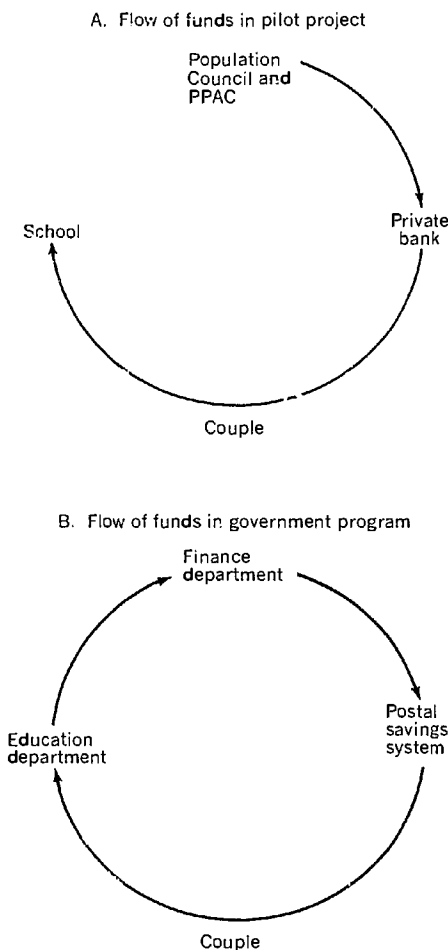 A. Flow of funds in pilot project
Population
Council and
PPAC
Private
bank
School
Couple
B. Flow of funds in government program
Finance
department
Postal
savings
system
Education
department
Couple